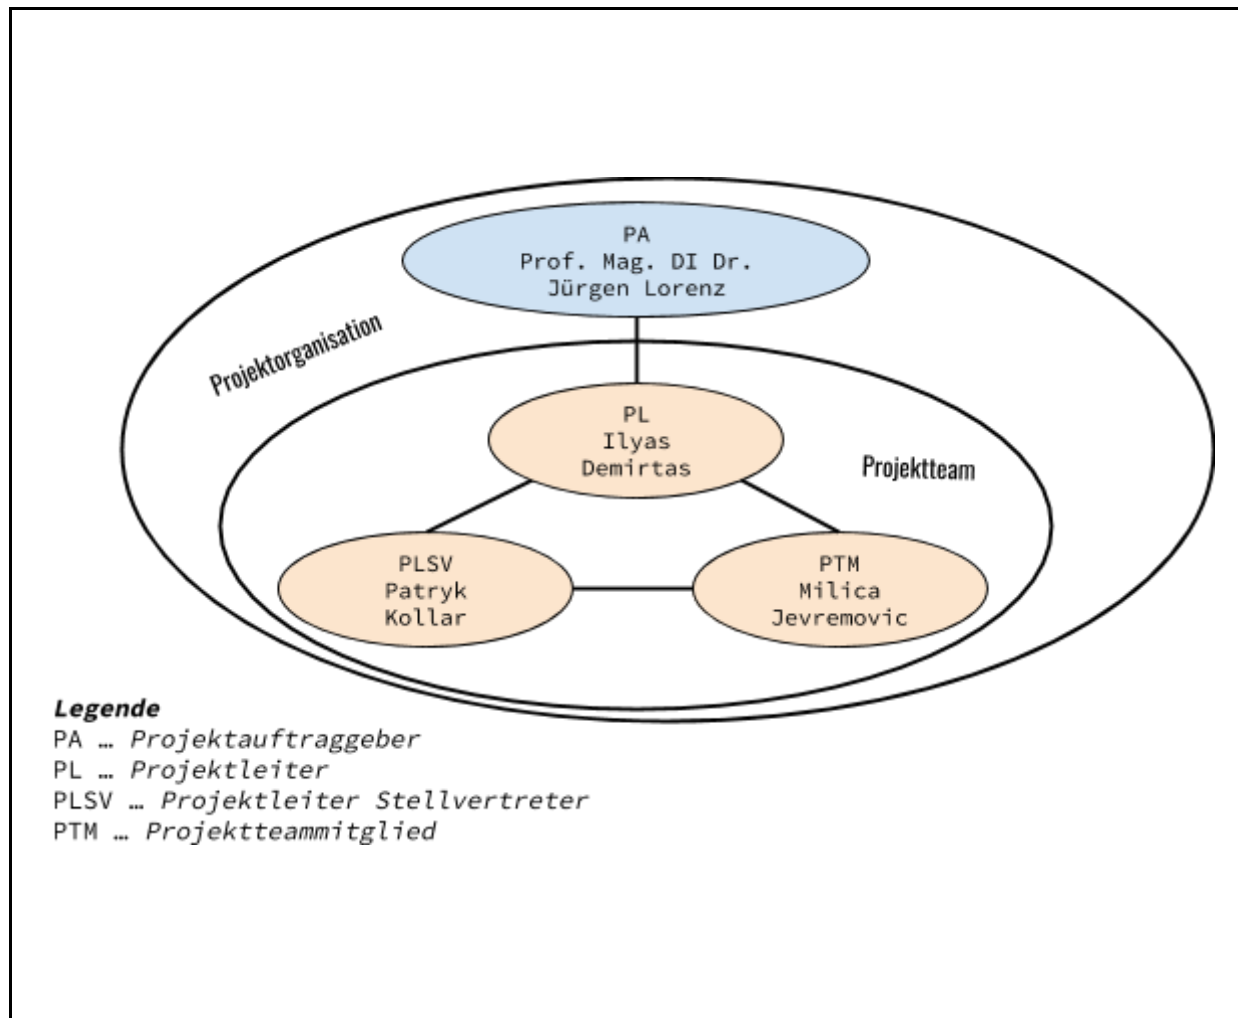 PA
Prof. Mag. DI Dr.
Jürgen Lorenz
Projektorganisation
PL
Ilyas
Demirtas
Projektteam
PLSV
Patryk
Kollar
PTM
Milica
Jevremovic
Legende
PA … Projektauftraggeber
PL … Projektleiter
PLSV … Projektleiter Stellvertreter
PTM … Projektteammitglied